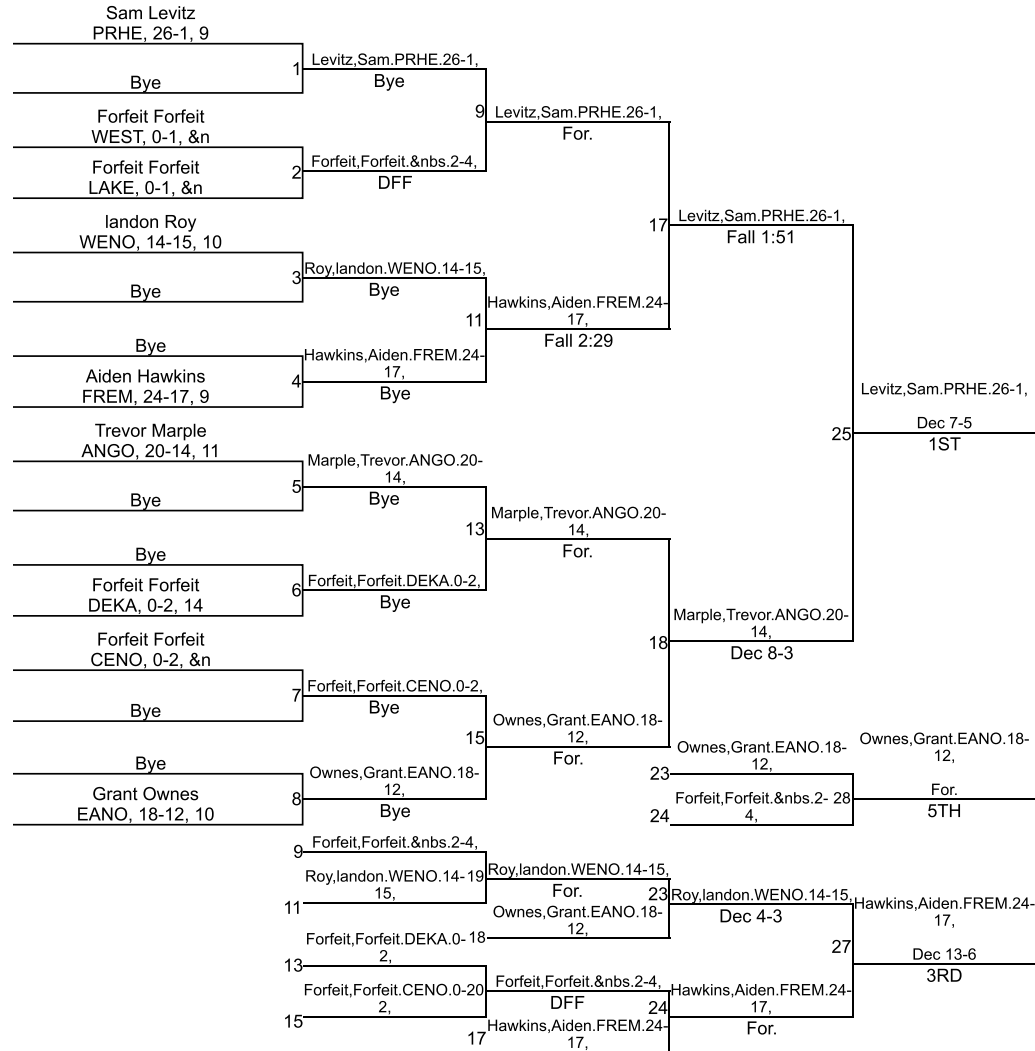 Sam Levitz
PRHE, 26-1, 9
Bye
1
Levitz,Sam.PRHE.26-1,
Bye
Forfeit Forfeit
WEST, 0-1, &n
Forfeit Forfeit
LAKE, 0-1, &n
2
Forfeit,Forfeit.&nbs.2-4,
DFF
9
Levitz,Sam.PRHE.26-1,
For.
landon Roy
WENO, 14-15, 10
Bye
3
Roy,landon.WENO.14-15,
Bye
Bye
Aiden Hawkins
FREM, 24-17, 9
4
Hawkins,Aiden.FREM.24-
17,
Bye
11
Hawkins,Aiden.FREM.24-
17,
Fall 2:29
17
Levitz,Sam.PRHE.26-1,
Fall 1:51
Trevor Marple
ANGO, 20-14, 11
Bye
5
Marple,Trevor.ANGO.20-
14,
Bye
Bye
Forfeit Forfeit
DEKA, 0-2, 14
6
Forfeit,Forfeit.DEKA.0-2,
Bye
13
Marple,Trevor.ANGO.20-
14,
For.
Forfeit Forfeit
CENO, 0-2, &n
Bye
7
Forfeit,Forfeit.CENO.0-2,
Bye
Bye
Grant Ownes
EANO, 18-12, 10
8
Ownes,Grant.EANO.18-
12,
Bye
15
Ownes,Grant.EANO.18-
12,
For.
18
Marple,Trevor.ANGO.20-
14,
Dec 8-3
25
Levitz,Sam.PRHE.26-1,
Dec 7-5
1ST
23
Ownes,Grant.EANO.18-
12,
24
Forfeit,Forfeit.&nbs.2-
4,
28
Ownes,Grant.EANO.18-
12,
For.
5TH
9
Forfeit,Forfeit.&nbs.2-4,
11
Roy,landon.WENO.14-
15,
19
Roy,landon.WENO.14-15,
For.
18
Ownes,Grant.EANO.18-
12,
23
Roy,landon.WENO.14-15,
Dec 4-3
13
Forfeit,Forfeit.DEKA.0-
2,
15
Forfeit,Forfeit.CENO.0-
2,
20
Forfeit,Forfeit.&nbs.2-4,
DFF
17
Hawkins,Aiden.FREM.24-
17,
24
Hawkins,Aiden.FREM.24-
17,
For.
27
Hawkins,Aiden.FREM.24-
17,
Dec 13-6
3RD